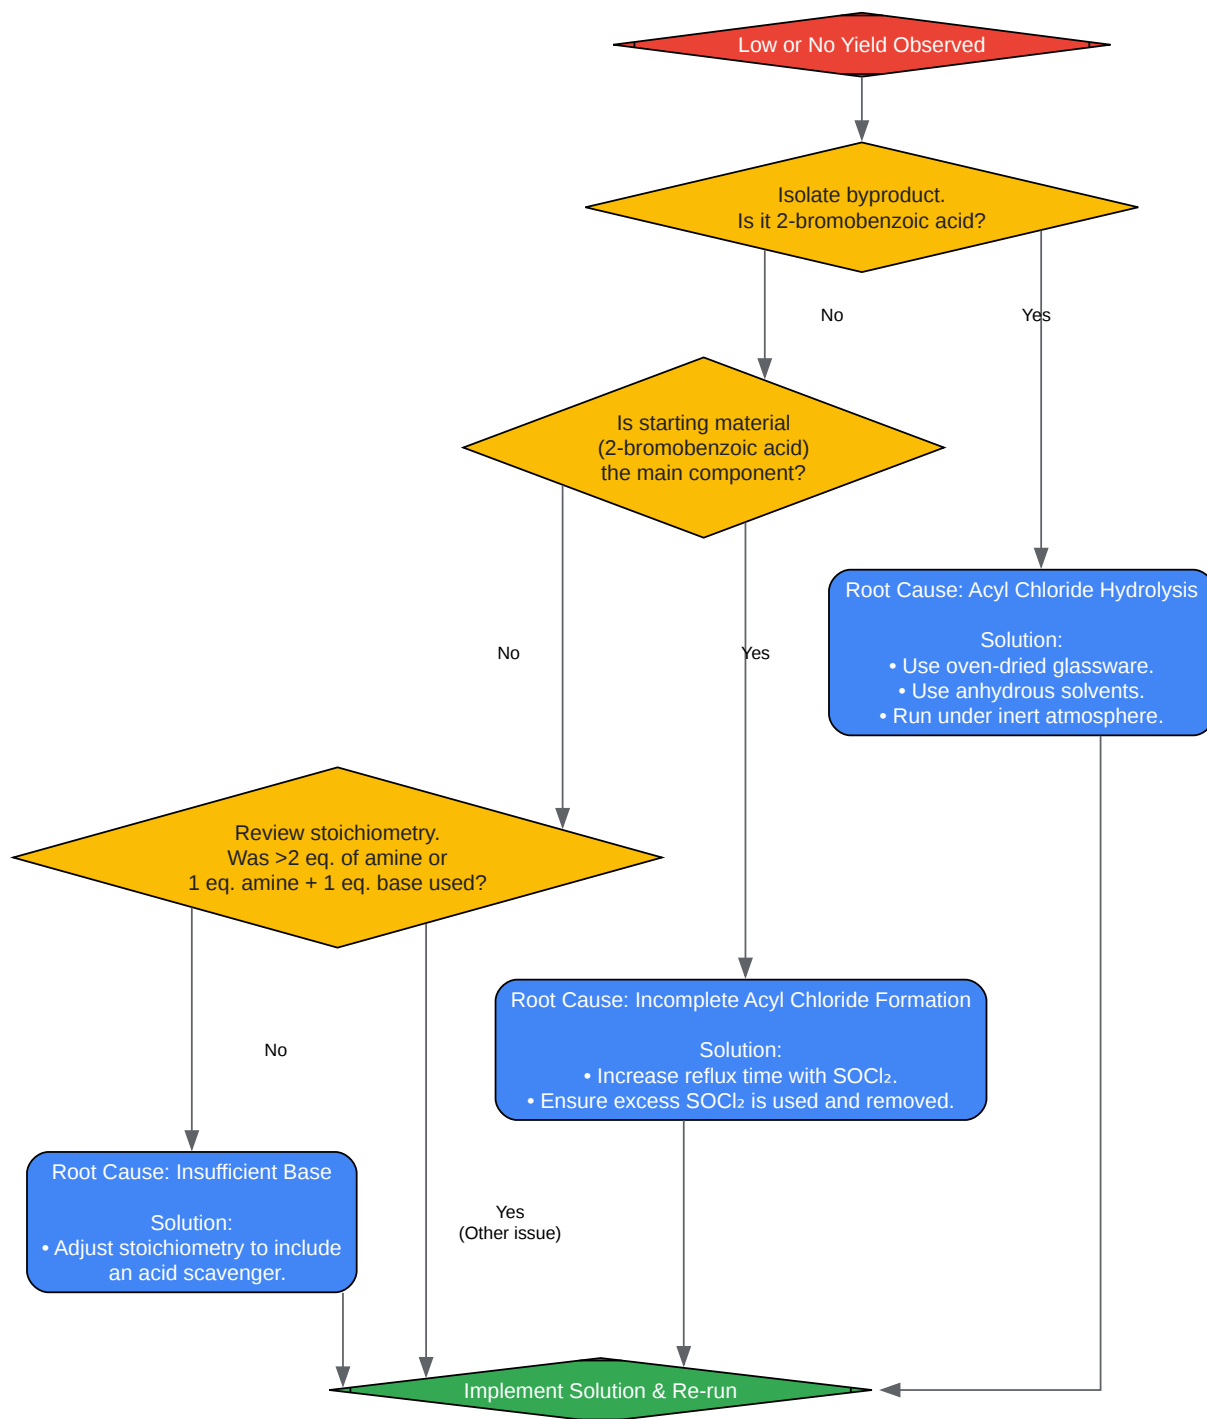 Low or No Yield Observed
Isolate byproduct.
Is it 2-bromobenzoic acid?
No
Yes
Is starting material
(2-bromobenzoic acid)
the main component?
Root Cause: Acyl Chloride Hydrolysis
Solution:
• Use oven-dried glassware.
• Use anhydrous solvents.
• Run under inert atmosphere.
No
Yes
Review stoichiometry.
Was >2 eq. of amine or
1 eq. amine + 1 eq. base used?
Root Cause: Incomplete Acyl Chloride Formation
Solution:
• Increase reflux time with SOCl₂.
• Ensure excess SOCl₂ is used and removed.
No
Root Cause: Insufficient Base
Solution:
• Adjust stoichiometry to include
an acid scavenger.
Yes
(Other issue)
Implement Solution & Re-run